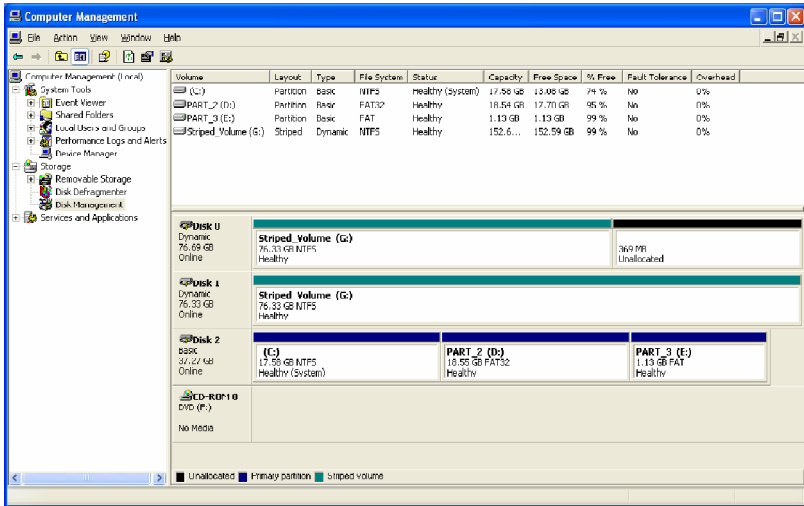 Computer Management
File Action View Window Help
Computer Management (Local)
System Tools
Event Viewer
Shared Folders
Local Users and Groups
Performance Logs and Alerts
Device Manager
Storage
Removable Storage
Disk Defragmenter
Disk Management
Services and Applications
Volume Layout Type File System Status Capacity Free Space % Free Fault Tolerance Overhead
(C:) Partition Basic NTFS Healthy (System) 17.58 GB 13.08 GB 74 % No 0%
PART_2 (D:) Partition Basic FAT32 Healthy 18.54 GB 17.70 GB 95 % No 0%
PART_3 (E:) Partition Basic FAT Healthy 1.13 GB 1.13 GB 99 % No 0%
Striped_Volume (G:) Striped Dynamic NTFS Healthy 152.6... 152.59 GB 99 % No 0%
Disk 0
Dynamic
76.69 GB
Online
Striped_Volume (G:)
76.33 GB NTFS
Healthy
369 MB
Unallocated
Disk 1
Dynamic
76.33 GB
Online
Striped_Volume (G:)
76.33 GB NTFS
Healthy
Disk 2
Basic
37.27 GB
Online
(C:)
17.58 GB NTFS
Healthy (System)
PART_2 (D:)
18.55 GB FAT32
Healthy
PART_3 (E:)
1.13 GB FAT
Healthy
CD-ROM 0
DVD (F:)
No Media
Unallocated Primary partition Striped volume